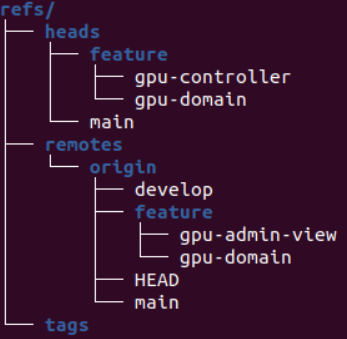 refs/
├── heads
│   ├── feature
│   │   ├── gpu-controller
│   │   └── gpu-domain
│   └── main
├── remotes
│   └── origin
│       ├── develop
│       ├── feature
│       │   ├── gpu-admin-view
│       │   └── gpu-domain
│       ├── HEAD
│       └── main
└── tags